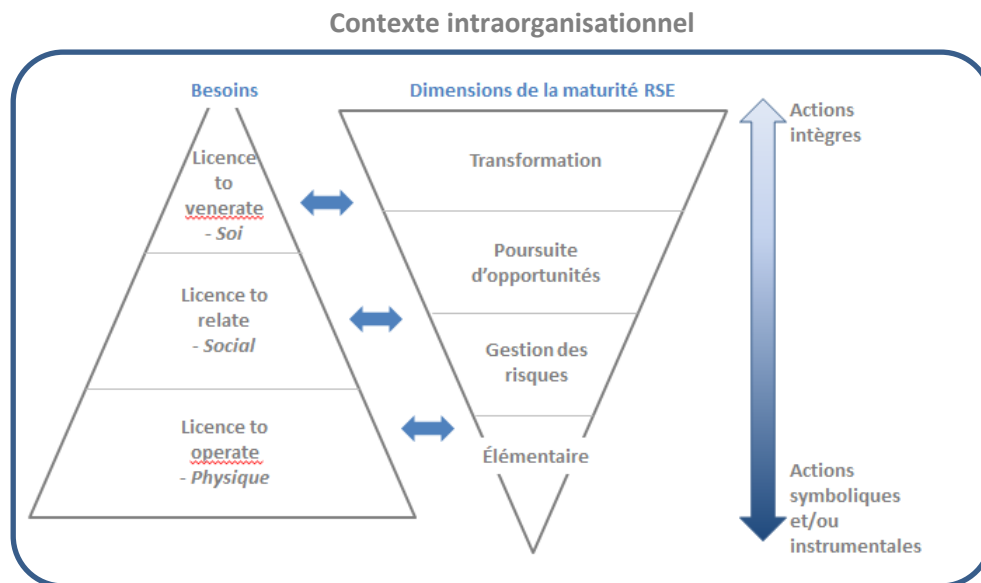 Contexte intraorganisationnel
Besoins
Licence
to
venerate
- Soi
Licence to
relate
- Social
Licence to
operate
- Physique
Dimensions de la maturité RSE
Transformation
Poursuite
d'opportunités
Gestion des
risques
Élémentaire
Actions
intègres
Actions
symboliques
et/ou
instrumentales